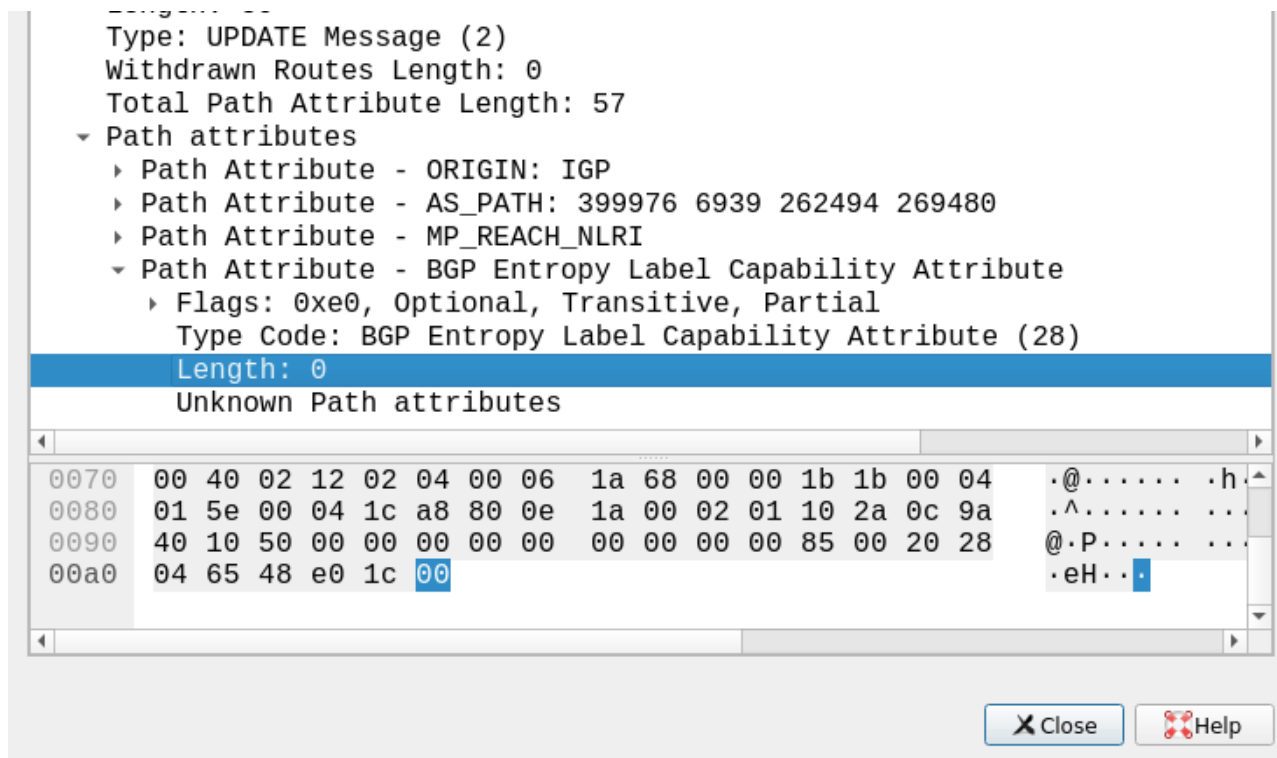 Type: UPDATE Message (2)
Withdrawn Routes Length: 0
Total Path Attribute Length: 57
Path attributes
Path Attribute - ORIGIN: IGP
Path Attribute - AS_PATH: 399976 6939 262494 269480
Path Attribute - MP_REACH_NLRI
Path Attribute - BGP Entropy Label Capability Attribute
Flags: 0xe0, Optional, Transitive, Partial
Type Code: BGP Entropy Label Capability Attribute (28)
Length: 0
Unknown Path attributes
0070 00 40 02 12 02 04 00 06 1a 68 00 00 1b 1b 00 04 ·@······ ·h·
0080 01 5e 00 04 1c a8 80 0e 1a 00 02 01 10 2a 0c 9a ·^······ ···
0090 40 10 50 00 00 00 00 00 00 00 00 00 85 00 20 28 @·P····· ···
00a0 04 65 48 e0 1c 00 ·eH···
Close Help